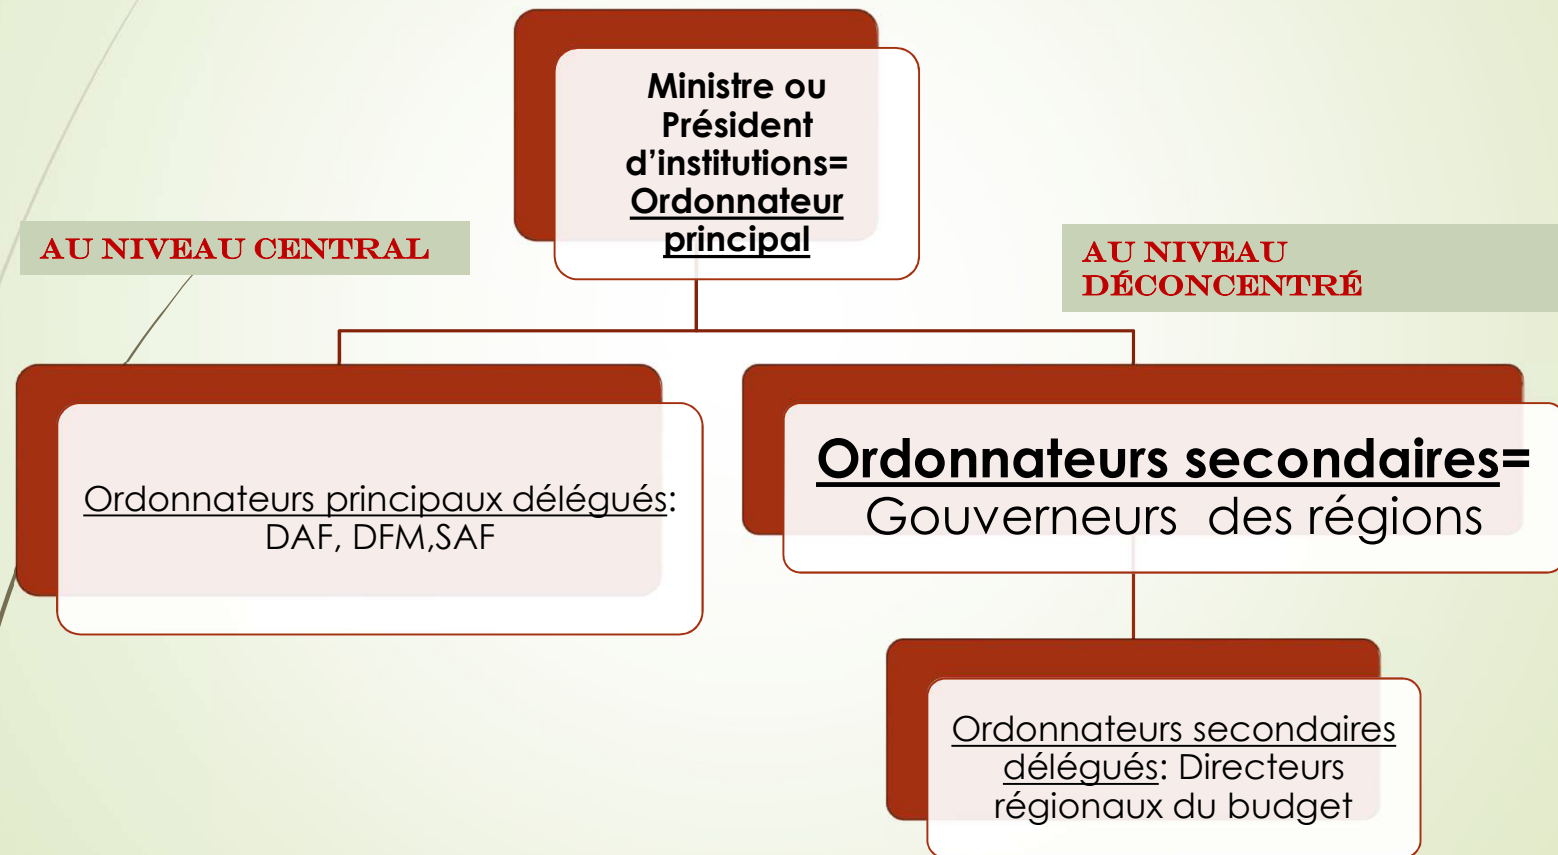 Ministre ou
Président
d’institutions=
Ordonnateur
principal
AU NIVEAU CENTRAL
AU NIVEAU
DÉCONCENTRÉ
Ordonnateurs principaux délégués:
DAF, DFM,SAF
Ordonnateurs secondaires=
Gouverneurs des régions
Ordonnateurs secondaires
délégués: Directeurs
régionaux du budget